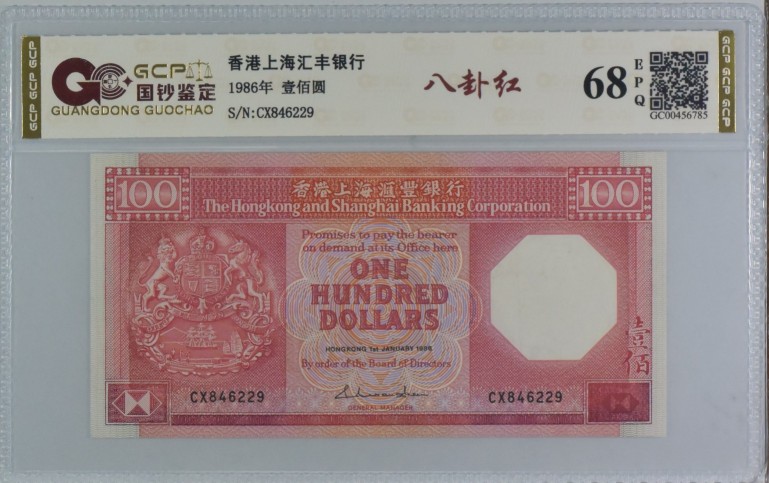 GCP
国钞鉴定
GUANGDONG GUOCHAO
香港上海汇丰银行
1986年 壹佰圆
S/N:CX846229
八卦红
68
EPQ
GC00456785
GCP GCP GCP
GCP GCP GCP
100
香港上海滙豐銀行
100
The Hongkong and Shanghai Banking Corporation
Promises to pay the bearer
on demand at its Office here
ONE
HUNDRED
DOLLARS
HONGKONG 1st JANUARY 1986
By order of the Board of Directors
壹佰
CX846229
CX846229
GENERAL MANAGER